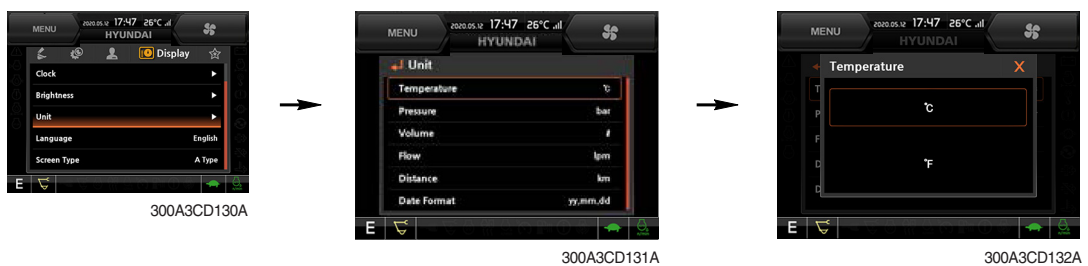 MENU
2020.05.12 17:47 26°C
HYUNDAI
Display
Clock
Brightness
Unit
Language English
Screen Type A Type
E
300A3CD130A
MENU
2020.05.12 17:47 26°C
HYUNDAI
Unit
Temperature ℃
Pressure bar
Volume ℓ
Flow lpm
Distance km
Date Format yy,mm,dd
E
300A3CD131A
MENU
2020.05.12 17:47 26°C
HYUNDAI
Temperature X
T
P
F
D
D
℃
℉
E
300A3CD132A